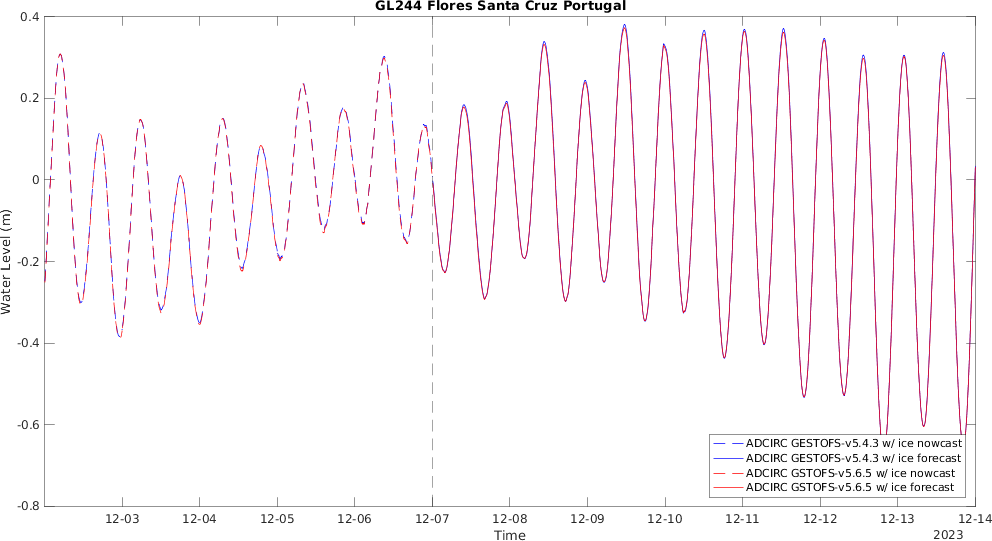 GL244 Flores Santa Cruz Portugal
0.4
0.2
0
-0.2
-0.4
-0.6
-0.8
Water Level (m)
ADCIRC GESTOFS-v5.4.3 w/ ice nowcast
ADCIRC GESTOFS-v5.4.3 w/ ice forecast
ADCIRC GSTOFS-v5.6.5 w/ ice nowcast
ADCIRC GSTOFS-v5.6.5 w/ ice forecast
12-03 12-04 12-05 12-06 12-07 12-08 12-09 12-10 12-11 12-12 12-13 12-14
Time
2023